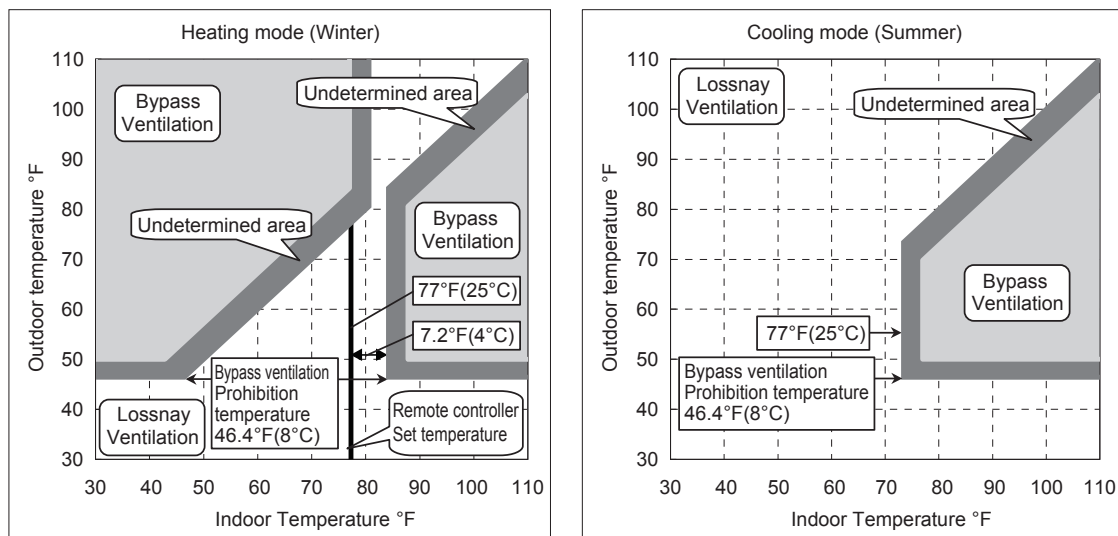 Heating mode (Winter)
Outdoor temperature °F
110
100
90
80
70
60
50
40
30
Bypass
Ventilation
Undetermined area
Undetermined area
Bypass
Ventilation
77°F(25°C)
7.2°F(4°C)
Bypass ventilation
Prohibition
temperature
46.4°F(8°C)
Lossnay
Ventilation
Remote controller
Set temperature
30 40 50 60 70 80 90 100 110
Indoor Temperature °F
Cooling mode (Summer)
Outdoor temperature °F
110
100
90
80
70
60
50
40
30
Lossnay
Ventilation
Undetermined area
Bypass
Ventilation
77°F(25°C)
Bypass ventilation
Prohibition temperature
46.4°F(8°C)
30 40 50 60 70 80 90 100 110
Indoor Temperature °F